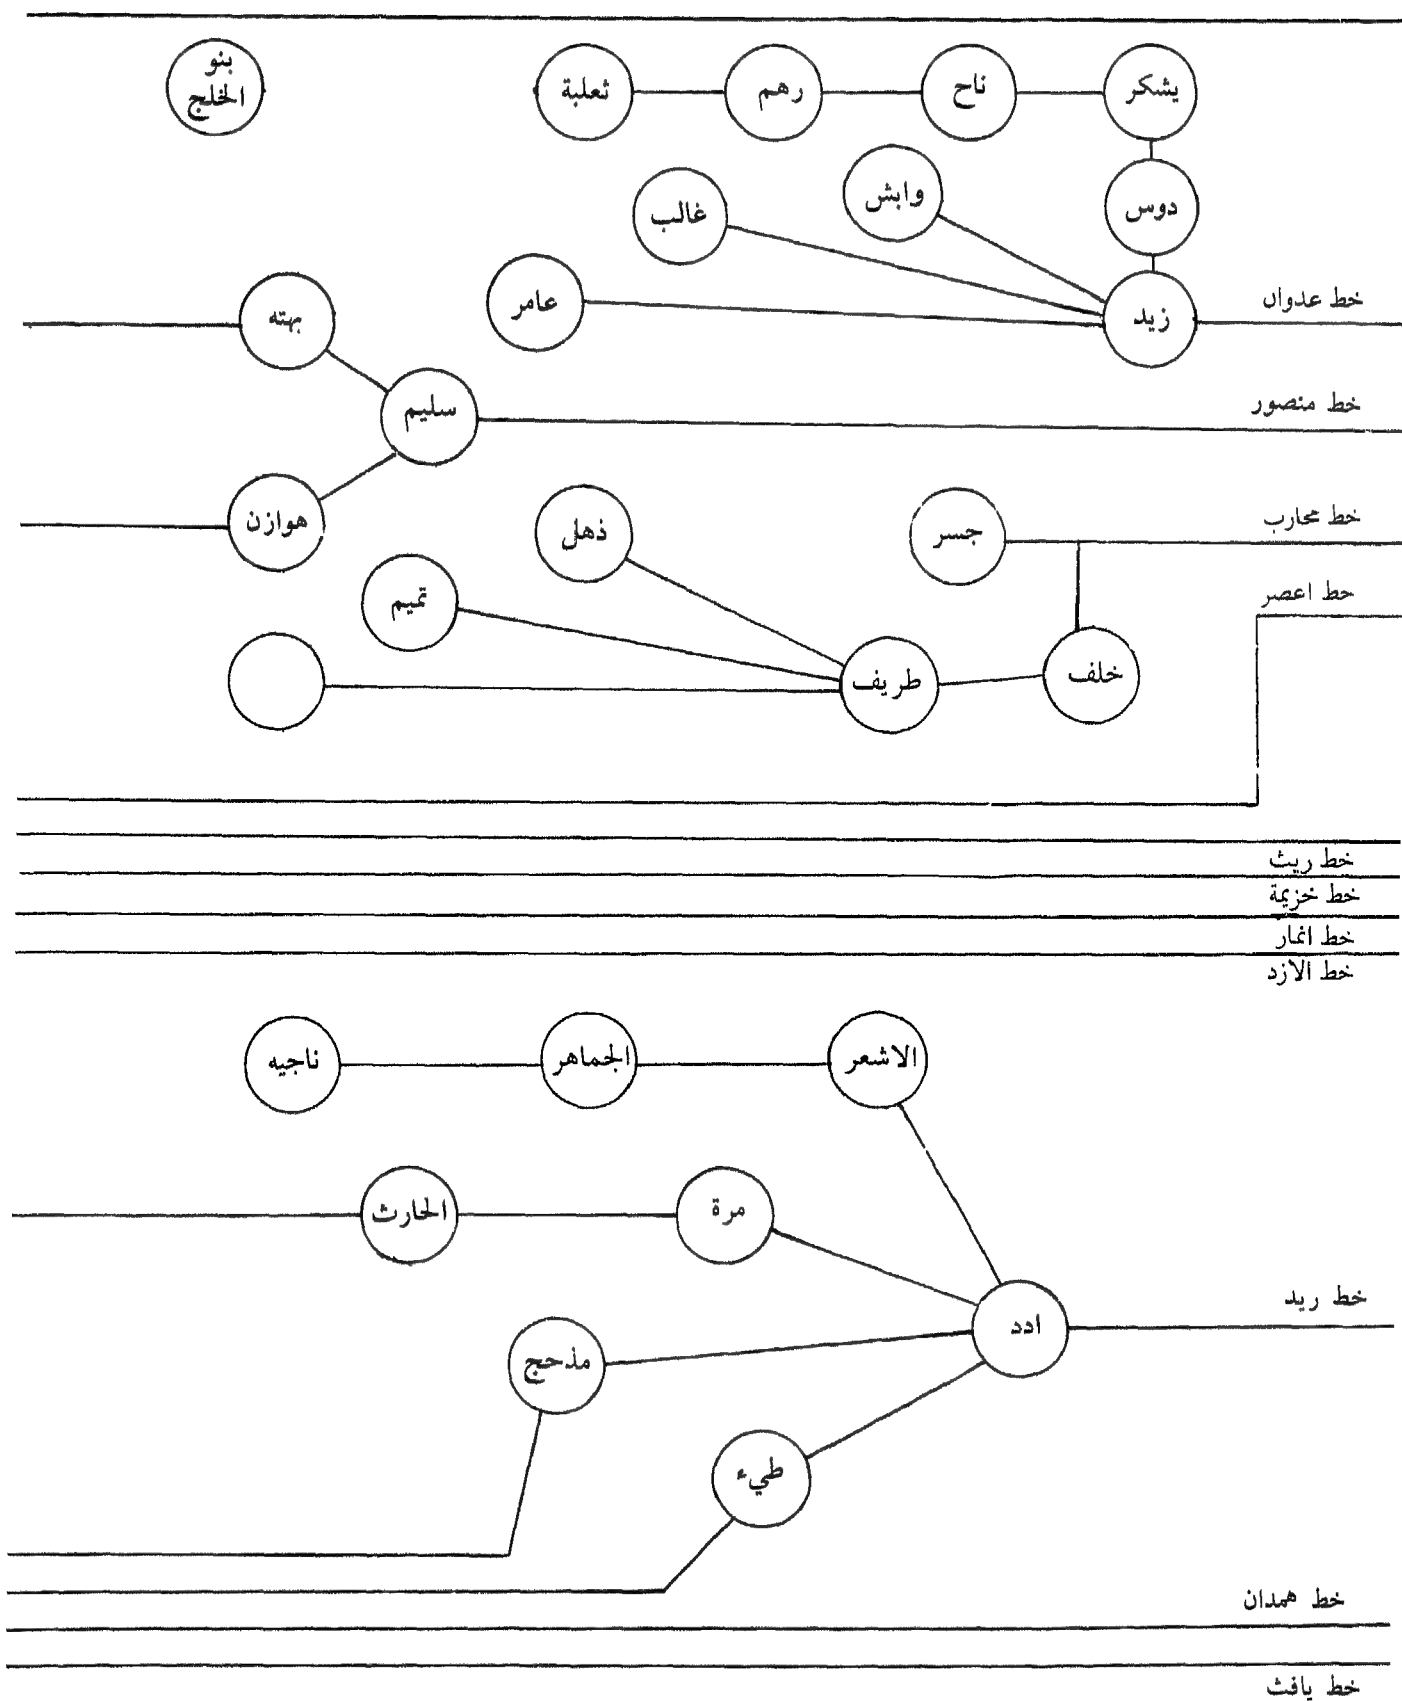 بنو
الخلج
يشكر
ناح
رهم
ثعلبة
دوس
وابش
غالب
عامر
زيد
خط عدوان
بهثه
سليم
خط منصور
هوازن
ذهل
جسر
خط محارب
تميم
خط اعصر
طريف
خلف
خط ريث
خط خزيمة
خط انمار
خط الازد
الاشعر
الجماهر
ناجيه
مرة
الحارث
خط ريد
ادد
مذحج
طيء
خط همدان
خط يافث